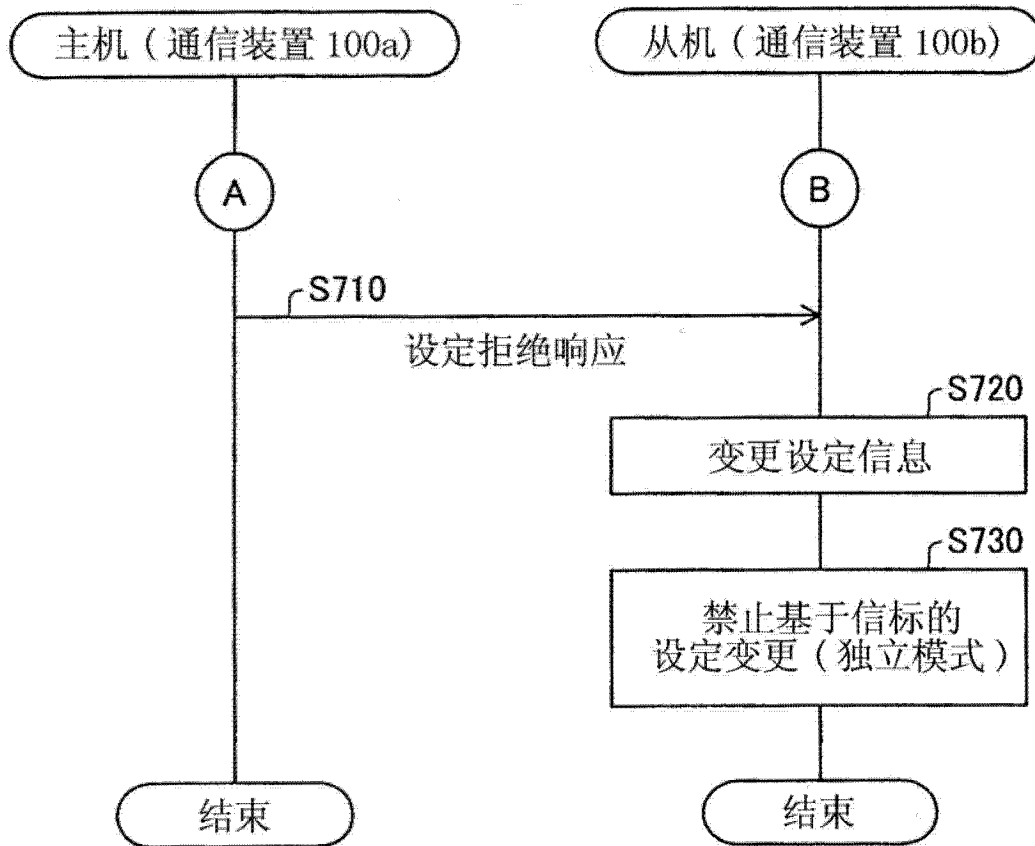 主机（通信装置 100a)
从机（通信装置 100b）
A
B
S710
设定拒绝响应
S720
变更设定信息
S730
禁止基于信标的
设定变更（独立模式）
结束
结束